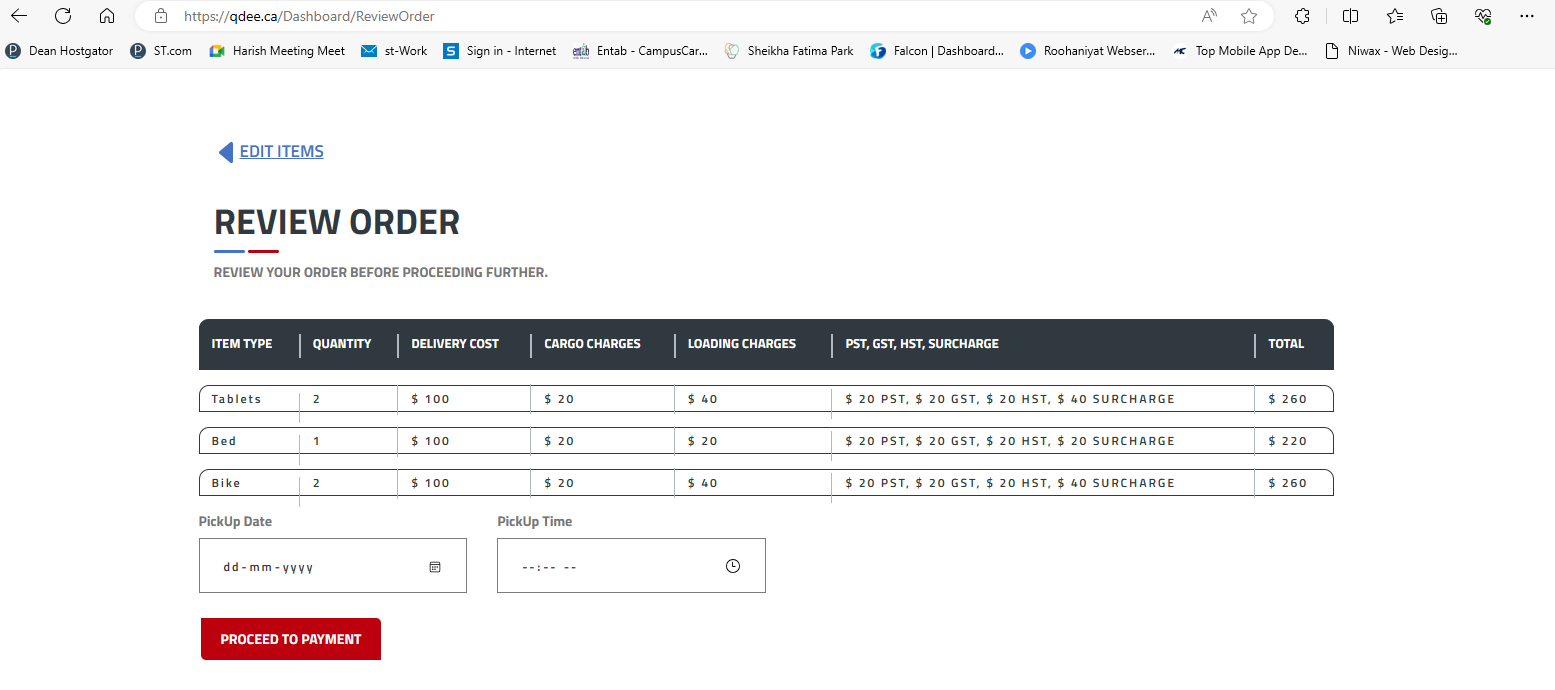 https://qdee.ca/Dashboard/ReviewOrder
Dean Hostgator ST.com Harish Meeting Meet st-Work Sign in - Internet Entab - CampusCar... Sheikha Fatima Park Falcon | Dashboard... Roohaniyat Webser... Top Mobile App De... Niwax - Web Desig...
EDIT ITEMS
REVIEW ORDER
REVIEW YOUR ORDER BEFORE PROCEEDING FURTHER.
ITEM TYPE QUANTITY DELIVERY COST CARGO CHARGES LOADING CHARGES PST, GST, HST, SURCHARGE TOTAL
Tablets 2 $ 100 $ 20 $ 40 $ 20 PST, $ 20 GST, $ 20 HST, $ 40 SURCHARGE $ 260
Bed 1 $ 100 $ 20 $ 20 $ 20 PST, $ 20 GST, $ 20 HST, $ 20 SURCHARGE $ 220
Bike 2 $ 100 $ 20 $ 40 $ 20 PST, $ 20 GST, $ 20 HST, $ 40 SURCHARGE $ 260
PickUp Date PickUp Time
dd-mm-yyyy --:-- --
PROCEED TO PAYMENT